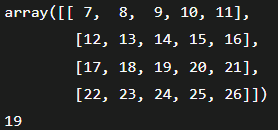 array([[ 7,  8,  9, 10, 11],
       [12, 13, 14, 15, 16],
       [17, 18, 19, 20, 21],
       [22, 23, 24, 25, 26]])
19